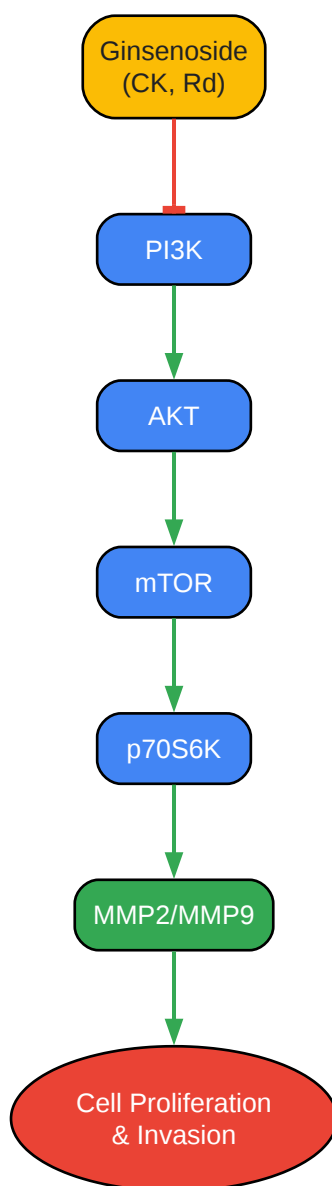 Ginsenoside
(CK, Rd)
PI3K
AKT
mTOR
p70S6K
MMP2/MMP9
Cell Proliferation
& Invasion